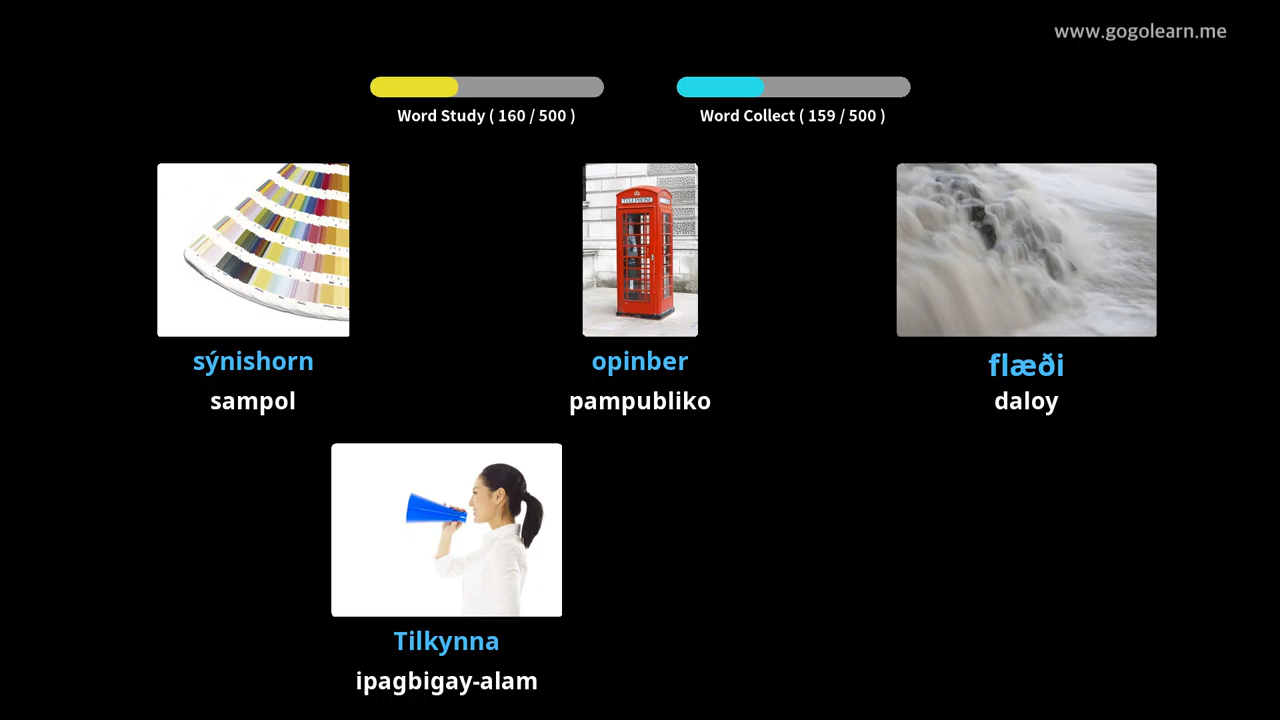 www.gogolearn.me
Word Study ( 160 / 500 )
Word Collect ( 159 / 500 )
TELEPHONE
sýnishorn
opinber
flæði
sampol
pampubliko
daloy
Tilkynna
ipagbigay-alam